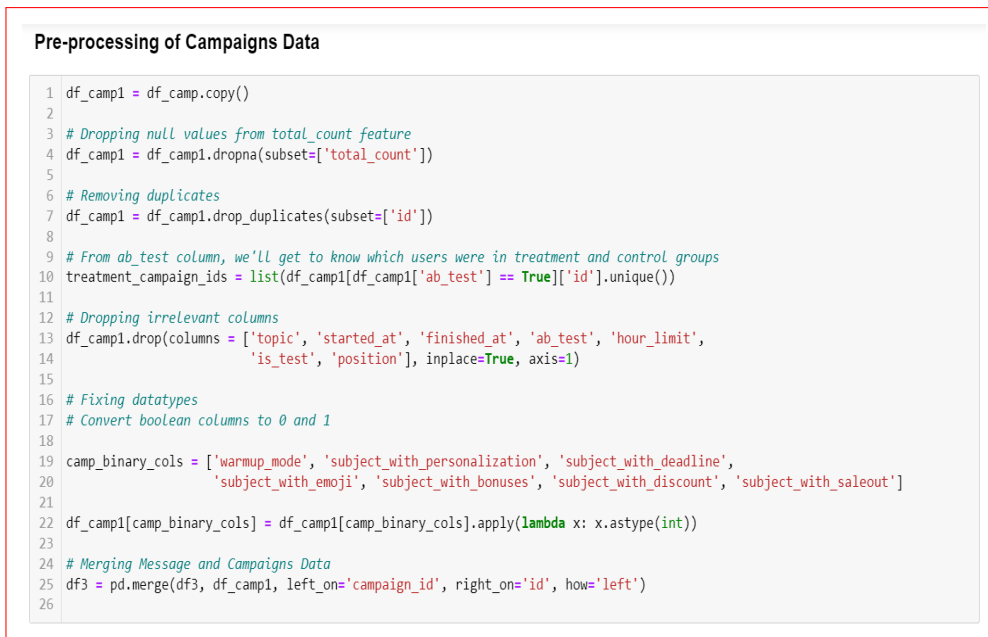 Pre-processing of Campaigns Data
1 df_camp1 = df_camp.copy()
2
3 # Dropping null values from total_count feature
4 df_camp1 = df_camp1.dropna(subset=['total_count'])
5
6 # Removing duplicates
7 df_camp1 = df_camp1.drop_duplicates(subset=['id'])
8
9 # From ab_test column, we'll get to know which users were in treatment and control groups
10 treatment_campaign_ids = list(df_camp1[df_camp1['ab_test'] == True]['id'].unique())
11
12 # Dropping irrelevant columns
13 df_camp1.drop(columns = ['topic', 'started_at', 'finished_at', 'ab_test', 'hour_limit',
14                          'is_test', 'position'], inplace=True, axis=1)
15
16 # Fixing datatypes
17 # Convert boolean columns to 0 and 1
18
19 camp_binary_cols = ['warmup_mode', 'subject_with_personalization', 'subject_with_deadline',
20                     'subject_with_emoji', 'subject_with_bonuses', 'subject_with_discount', 'subject_with_saleout']
21
22 df_camp1[camp_binary_cols] = df_camp1[camp_binary_cols].apply(lambda x: x.astype(int))
23
24 # Merging Message and Campaigns Data
25 df3 = pd.merge(df3, df_camp1, left_on='campaign_id', right_on='id', how='left')
26